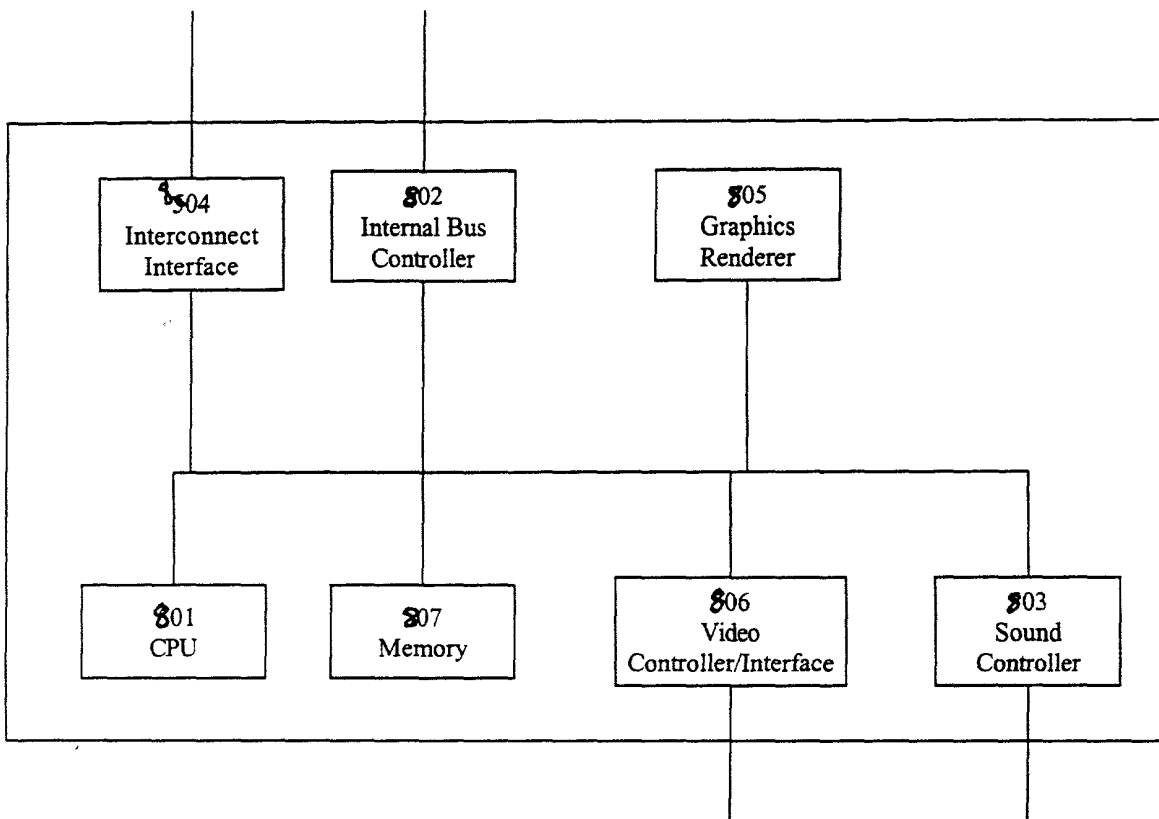 804
Interconnect
Interface
802
Internal Bus
Controller
805
Graphics
Renderer
801
CPU
807
Memory
806
Video
Controller/Interface
803
Sound
Controller